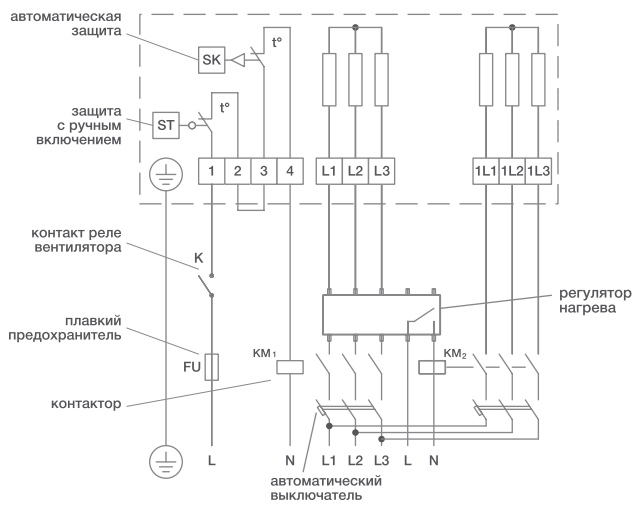 автоматическая
защита
SK
t°
защита
с ручным
включением
ST
t°
1 2 3 4 L1 L2 L3 1L1 1L2 1L3
контакт реле
вентилятора
K
регулятор
нагрева
плавкий
предохранитель
FU
KM1
KM2
контактор
L N L1 L2 L3 L N
автоматический
выключатель